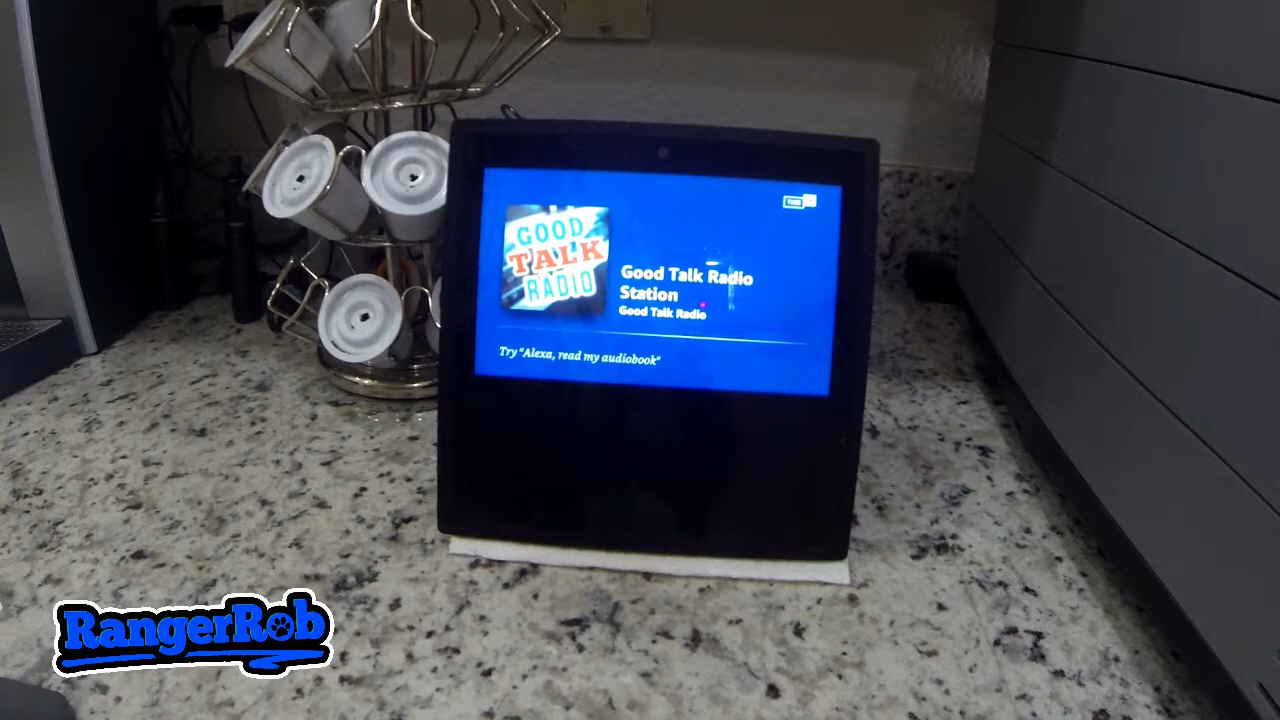 GOOD
TALK
RADIO
Good Talk Radio
Station
Good Talk Radio
Try "Alexa, read my audiobook"
RangerRob